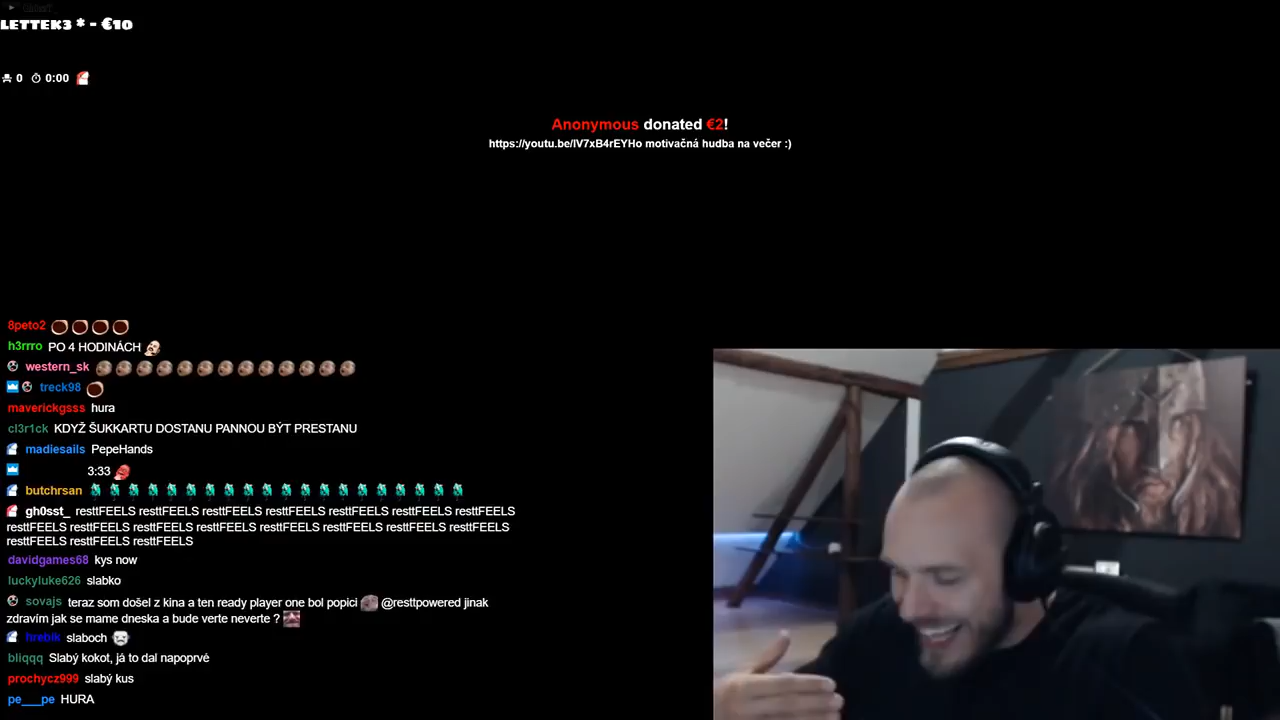 LETTEK3 * - €10
0 0:00
Anonymous donated €2!
https://youtu.be/IV7xB4rEYHo motivačná hudba na večer :)
8peto2
h3rrro PO 4 HODINÁCH
western_sk
treck98
maverickgsss hura
cl3r1ck KDYŽ ŠUKKARTU DOSTANU PANNOU BÝT PRESTANU
madiesails PepeHands
3:33
butchrsan
gh0sst_ resttFEELS resttFEELS resttFEELS resttFEELS resttFEELS resttFEELS resttFEELS
resttFEELS resttFEELS resttFEELS resttFEELS resttFEELS resttFEELS resttFEELS resttFEELS
resttFEELS resttFEELS resttFEELS
davidgames68 kys now
luckyluke626 slabko
sovajs teraz som došel z kina a ten ready player one bol popici @resttpowered jinak
zdravím jak se mame dneska a bude verte neverte ?
hrebik slaboch
bliqqq Slabý kokot, já to dal napoprvé
prochycz999 slabý kus
pe___pe HURA